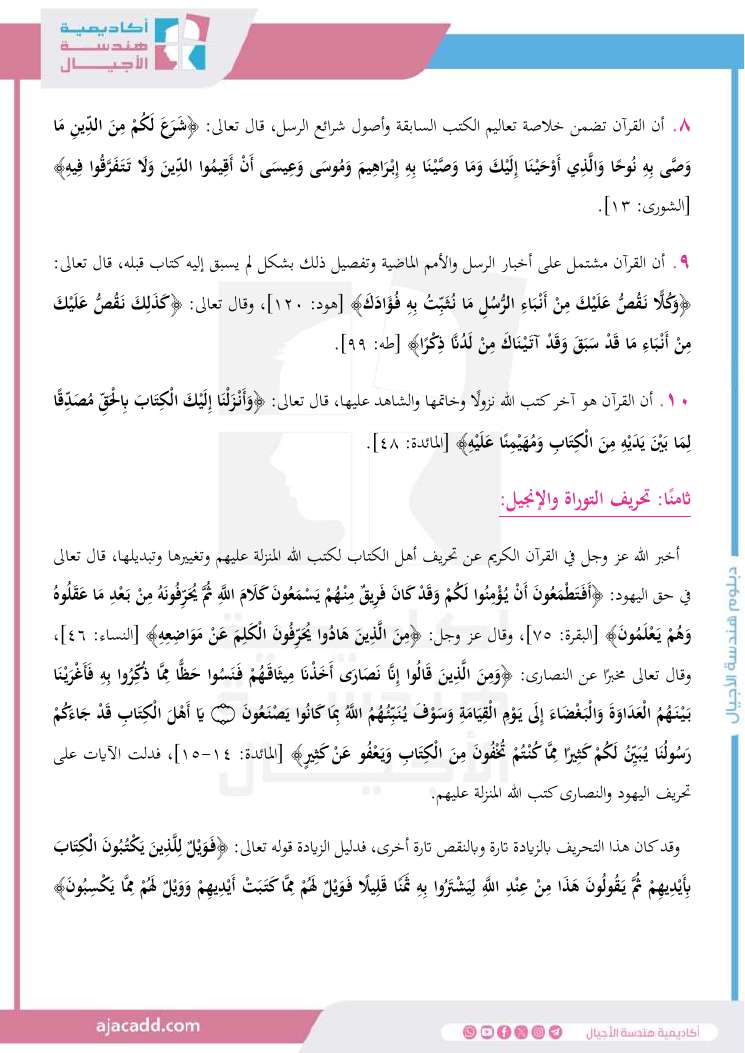 أكاديمية
هندسة
الأجيال
٨. أن القرآن تضمن خلاصة تعاليم الكتب السابقة وأصول شرائع الرسل، قال تعالى: ﴿شَرَعَ لَكُمْ مِنَ الدِّينِ مَا
وَصَّى بِهِ نُوحًا وَالَّذِي أَوْحَيْنَا إِلَيْكَ وَمَا وَصَّيْنَا بِهِ إِبْرَاهِيمَ وَمُوسَى وَعِيسَى أَنْ أَقِيمُوا الدِّينَ وَلَا تَتَفَرَّقُوا فِيهِ﴾
[الشورى: ١٣].
٩. أن القرآن مشتمل على أخبار الرسل والأمم الماضية وتفصيل ذلك بشكل لم يسبق إليه كتاب قبله، قال تعالى:
﴿وَكُلًّا نَقُصُّ عَلَيْكَ مِنْ أَنْبَاءِ الرُّسُلِ مَا نُثَبِّتُ بِهِ فُؤَادَكَ﴾ [هود: ١٢٠]، وقال تعالى: ﴿كَذَلِكَ نَقُصُّ عَلَيْكَ
مِنْ أَنْبَاءِ مَا قَدْ سَبَقَ وَقَدْ آتَيْنَاكَ مِنْ لَدُنَّا ذِكْرًا﴾ [طه: ٩٩].
١٠. أن القرآن هو آخر كتب الله نزولًا وخاتمها والشاهد عليها، قال تعالى: ﴿وَأَنْزَلْنَا إِلَيْكَ الْكِتَابَ بِالْحَقِّ مُصَدِّقًا
لِمَا بَيْنَ يَدَيْهِ مِنَ الْكِتَابِ وَمُهَيْمِنًا عَلَيْهِ﴾ [المائدة: ٤٨].
ثامنًا: تحريف التوراة والإنجيل:
أخبر الله عز وجل في القرآن الكريم عن تحريف أهل الكتاب لكتب الله المنزلة عليهم وتغييرها وتبديلها، قال تعالى
في حق اليهود: ﴿أَفَتَطْمَعُونَ أَنْ يُؤْمِنُوا لَكُمْ وَقَدْ كَانَ فَرِيقٌ مِنْهُمْ يَسْمَعُونَ كَلَامَ اللَّهِ ثُمَّ يُحَرِّفُونَهُ مِنْ بَعْدِ مَا عَقَلُوهُ
وَهُمْ يَعْلَمُونَ﴾ [البقرة: ٧٥]، وقال عز وجل: ﴿مِنَ الَّذِينَ هَادُوا يُحَرِّفُونَ الْكَلِمَ عَنْ مَوَاضِعِهِ﴾ [النساء: ٤٦]،
وقال تعالى مخبرًا عن النصارى: ﴿وَمِنَ الَّذِينَ قَالُوا إِنَّا نَصَارَى أَخَذْنَا مِيثَاقَهُمْ فَنَسُوا حَظًّا مِمَّا ذُكِّرُوا بِهِ فَأَغْرَيْنَا
بَيْنَهُمُ الْعَدَاوَةَ وَالْبَغْضَاءَ إِلَى يَوْمِ الْقِيَامَةِ وَسَوْفَ يُنَبِّئُهُمُ اللَّهُ بِمَا كَانُوا يَصْنَعُونَ ۝ يَا أَهْلَ الْكِتَابِ قَدْ جَاءَكُمْ
رَسُولُنَا يُبَيِّنُ لَكُمْ كَثِيرًا مِمَّا كُنْتُمْ تُخْفُونَ مِنَ الْكِتَابِ وَيَعْفُو عَنْ كَثِيرٍ﴾ [المائدة: ١٤-١٥]، فدلت الآيات على
تحريف اليهود والنصارى كتب الله المنزلة عليهم.
وقد كان هذا التحريف بالزيادة تارة وبالنقص تارة أخرى، فدليل الزيادة قوله تعالى: ﴿فَوَيْلٌ لِلَّذِينَ يَكْتُبُونَ الْكِتَابَ
بِأَيْدِيهِمْ ثُمَّ يَقُولُونَ هَذَا مِنْ عِنْدِ اللَّهِ لِيَشْتَرُوا بِهِ ثَمَنًا قَلِيلًا فَوَيْلٌ لَهُمْ مِمَّا كَتَبَتْ أَيْدِيهِمْ وَوَيْلٌ لَهُمْ مِمَّا يَكْسِبُونَ﴾
دبلوم هندسة الأجيال
ajacadd.com
أكاديمية هندسة الأجيال